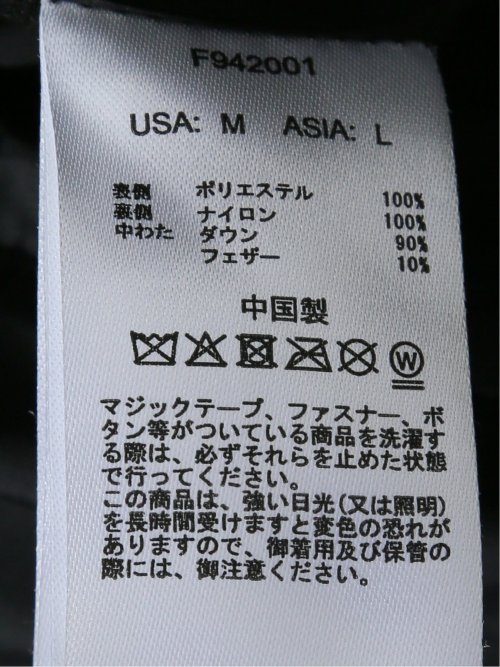 F942001
USA: M ASIA: L
表側 ポリエステル 100%
裏側 ナイロン 100%
中わた ダウン 90%
フェザー 10%
中国製
W
マジックテープ、ファスナー、ボ
タン等がついている商品を洗濯す
る際は、必ずそれらを止めた状態
で行ってください。
この商品は、強い日光(又は照明)
を長時間受けますと変色の恐れが
ありますので、御着用及び保管の
際には、御注意ください。